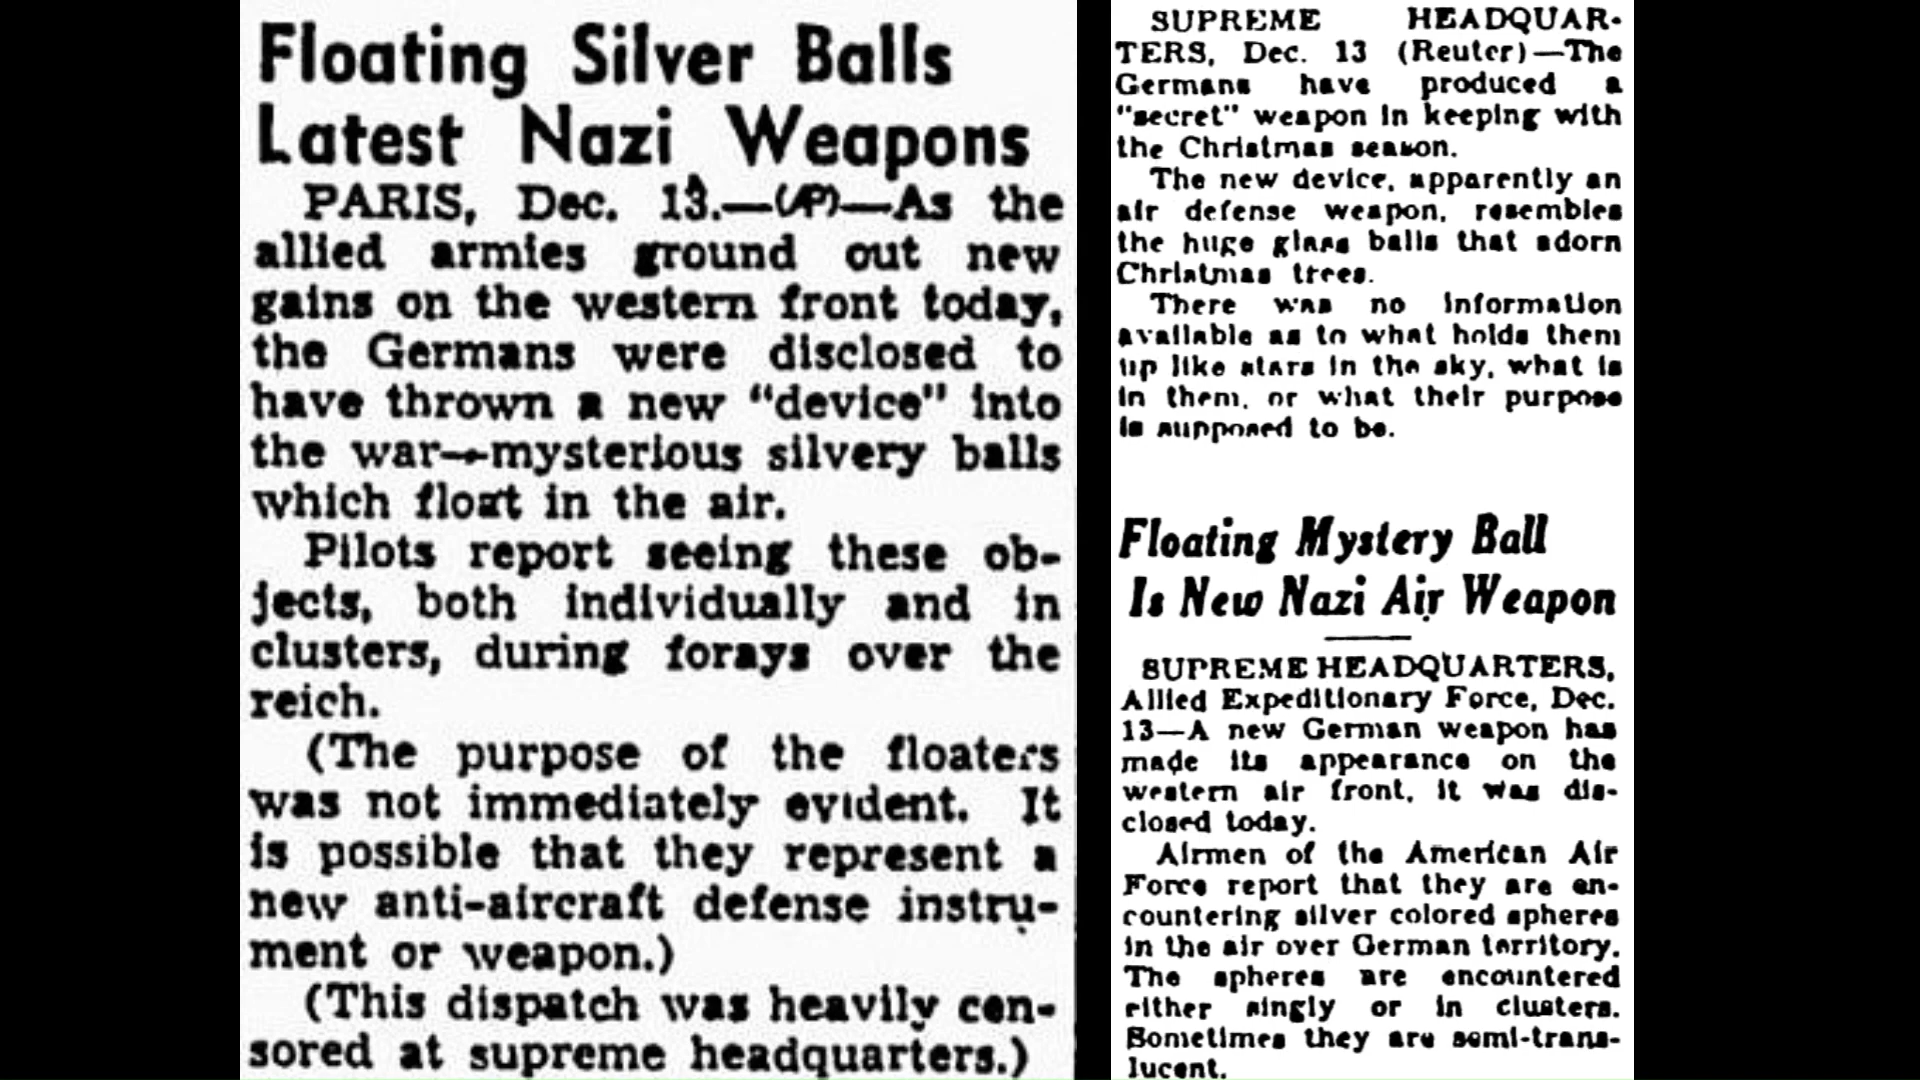 Floating Silver Balls
Latest Nazi Weapons
PARIS, Dec. 13.—(AP)—As the
allied armies ground out new
gains on the western front today,
the Germans were disclosed to
have thrown a new "device" into
the war—mysterious silvery balls
which float in the air.
Pilots report seeing these ob-
jects, both individually and in
clusters, during forays over the
reich.
(The purpose of the floaters
was not immediately evident. It
is possible that they represent a
new anti-aircraft defense instru-
ment or weapon.)
(This dispatch was heavily cen-
sored at supreme headquarters.)
SUPREME HEADQUAR-
TERS, Dec. 13 (Reuter)—The
Germans have produced a
"secret" weapon in keeping with
the Christmas season.
The new device, apparently an
air defense weapon, resembles
the huge glass balls that adorn
Christmas trees.
There was no information
available as to what holds them
up like stars in the sky, what is
in them, or what their purpose
is supposed to be.
Floating Mystery Ball
Is New Nazi Air Weapon
SUPREME HEADQUARTERS,
Allied Expeditionary Force, Dec.
13—A new German weapon has
made its appearance on the
western air front, it was dis-
closed today.
Airmen of the American Air
Force report that they are en-
countering silver colored spheres
in the air over German territory.
The spheres are encountered
either singly or in clusters.
Sometimes they are semi-trans-
lucent.